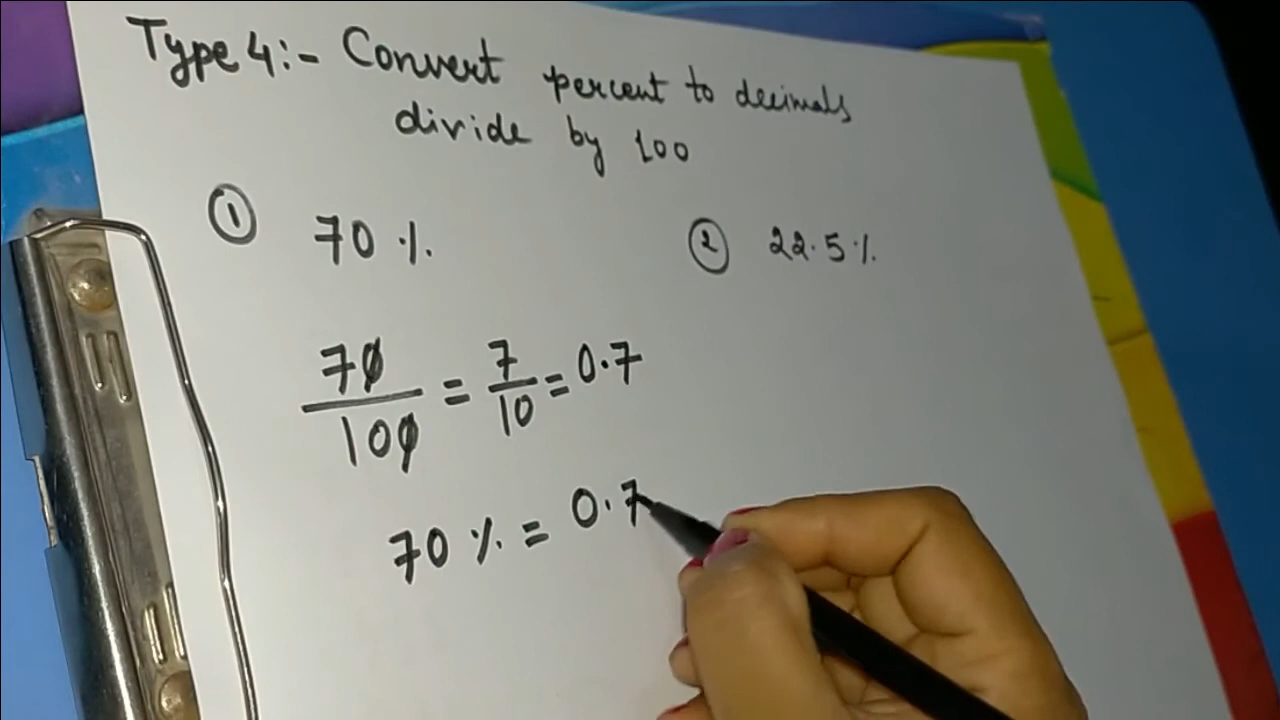 Type 4:- Convert percent to decimals
divide by 100
① 70 %
② 22.5 %
70/100 = 7/10 = 0.7
70 % = 0.7